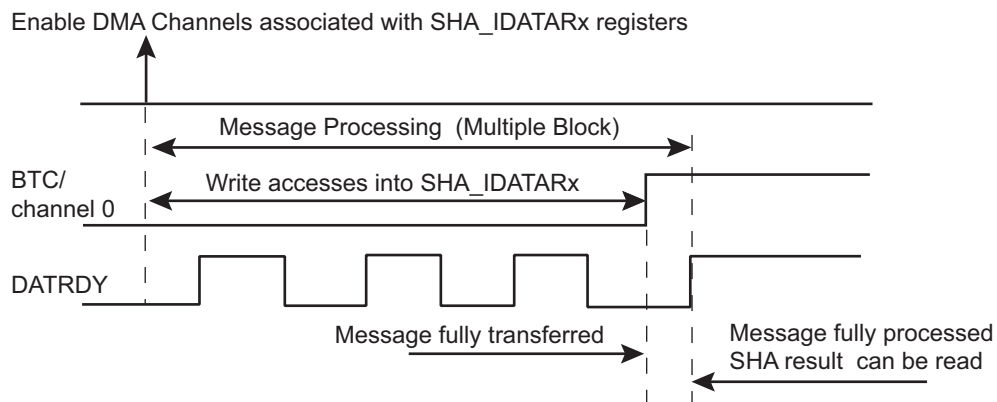 Enable DMA Channels associated with SHA_IDATARx registers
Message Processing (Multiple Block)
BTC/
channel 0
Write accesses into SHA_IDATARx
DATRDY
Message fully transferred
Message fully processed
SHA result can be read